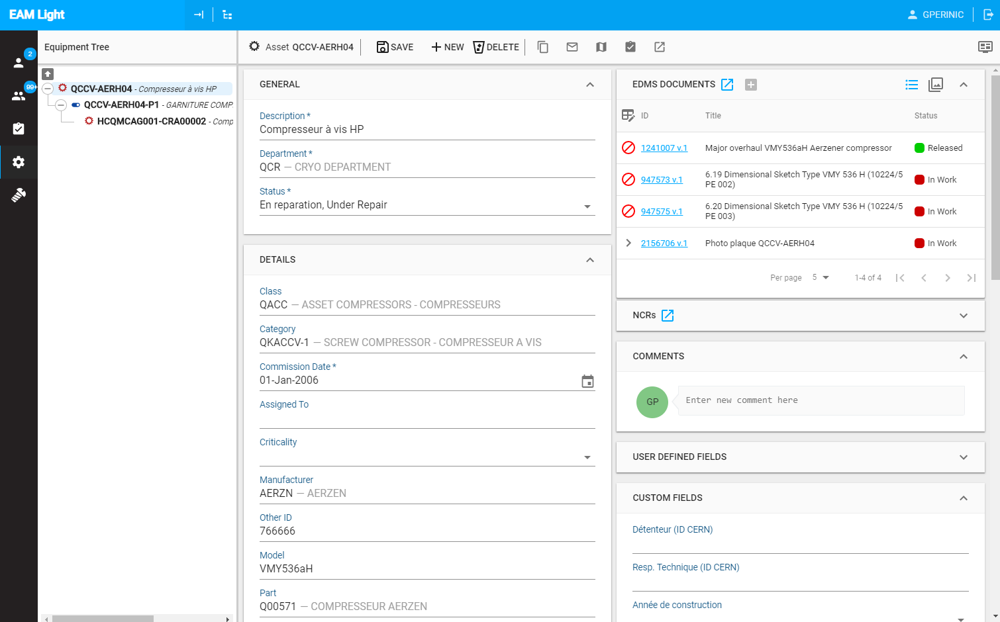 EAM Light
GPERINIC
2
99+
Equipment Tree
QCCV-AERH04 - Compresseur à vis HP
QCCV-AERH04-P1 - GARNITURE COMP
HCQMCAG001-CRA00002 - Comp
Asset QCCV-AERH04
SAVE
NEW
DELETE
GENERAL
Description *
Compresseur à vis HP
Department *
QCR — CRYO DEPARTMENT
Status *
En reparation, Under Repair
DETAILS
Class
QACC — ASSET COMPRESSORS - COMPRESSEURS
Category
QKACCV-1 — SCREW COMPRESSOR - COMPRESSEUR A VIS
Commission Date *
01-Jan-2006
Assigned To
Criticality
Manufacturer
AERZN — AERZEN
Other ID
766666
Model
VMY536aH
Part
Q00571 — COMPRESSEUR AERZEN
EDMS DOCUMENTS
ID Title Status
1241007 v.1 Major overhaul VMY536aH Aerzener compressor Released
947573 v.1 6.19 Dimensional Sketch Type VMY 536 H (10224/5 PE 002) In Work
947575 v.1 6.20 Dimensional Sketch Type VMY 536 H (10224/5 PE 003) In Work
2156706 v.1 Photo plaque QCCV-AERH04 In Work
Per page 5 1-4 of 4
NCRs
COMMENTS
GP
Enter new comment here
USER DEFINED FIELDS
CUSTOM FIELDS
Détenteur (ID CERN)
Resp. Technique (ID CERN)
Année de construction